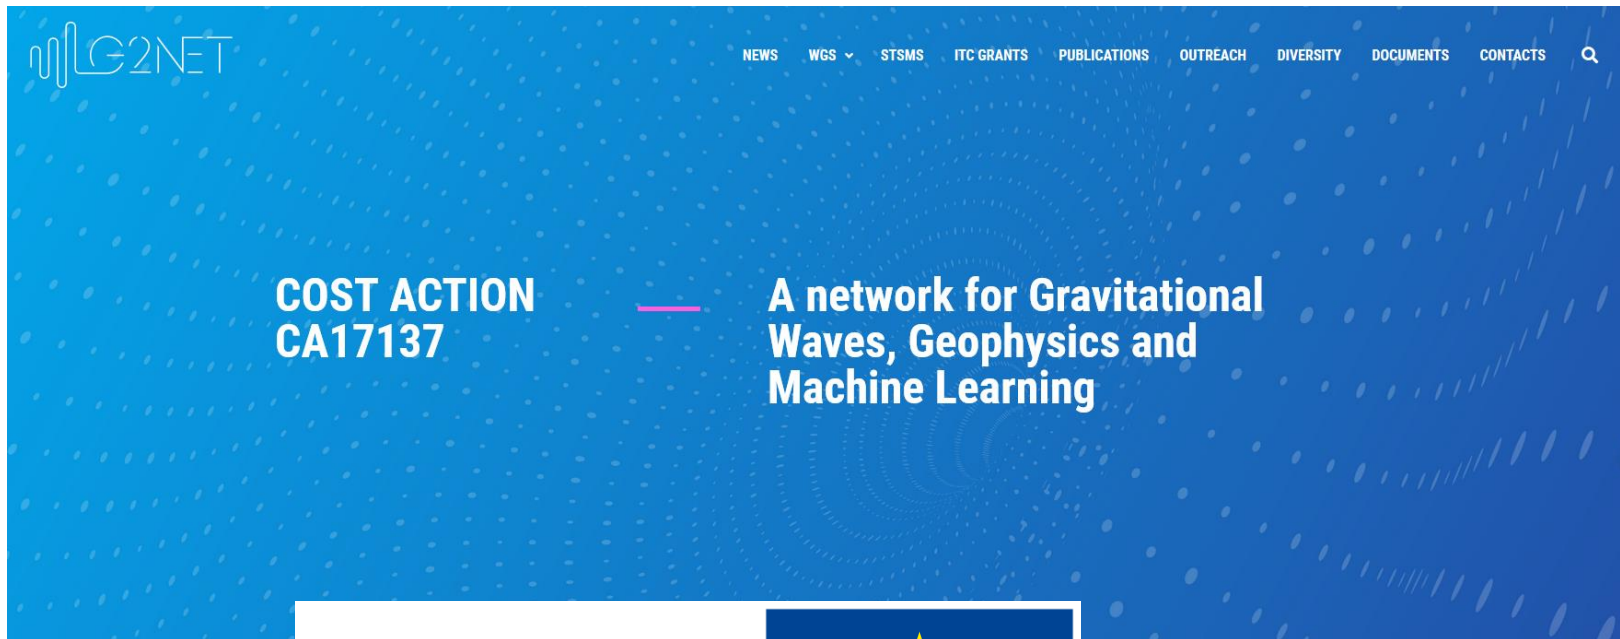 G2NET
NEWS WGS STSMS ITC GRANTS PUBLICATIONS OUTREACH DIVERSITY DOCUMENTS CONTACTS
COST ACTION
CA17137
A network for Gravitational
Waves, Geophysics and
Machine Learning